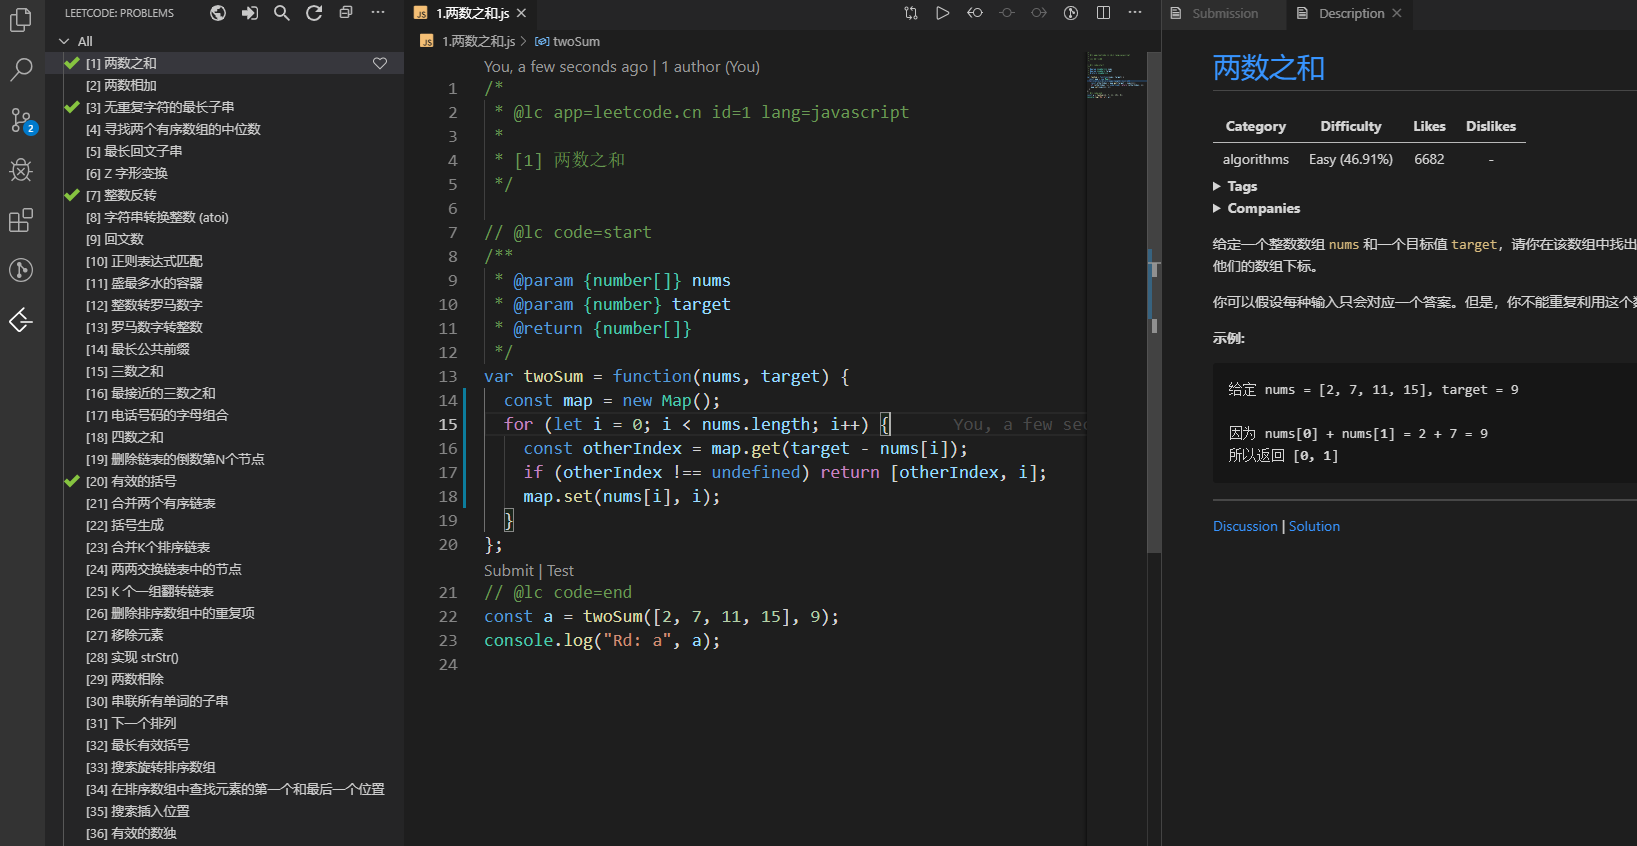 LEETCODE: PROBLEMS
All
[1] 两数之和
[2] 两数相加
[3] 无重复字符的最长子串
[4] 寻找两个有序数组的中位数
[5] 最长回文子串
[6] Z 字形变换
[7] 整数反转
[8] 字符串转换整数 (atoi)
[9] 回文数
[10] 正则表达式匹配
[11] 盛最多水的容器
[12] 整数转罗马数字
[13] 罗马数字转整数
[14] 最长公共前缀
[15] 三数之和
[16] 最接近的三数之和
[17] 电话号码的字母组合
[18] 四数之和
[19] 删除链表的倒数第N个节点
[20] 有效的括号
[21] 合并两个有序链表
[22] 括号生成
[23] 合并K个排序链表
[24] 两两交换链表中的节点
[25] K 个一组翻转链表
[26] 删除排序数组中的重复项
[27] 移除元素
[28] 实现 strStr()
[29] 两数相除
[30] 串联所有单词的子串
[31] 下一个排列
[32] 最长有效括号
[33] 搜索旋转排序数组
[34] 在排序数组中查找元素的第一个和最后一个位置
[35] 搜索插入位置
[36] 有效的数独
2
JS 1.两数之和.js
JS 1.两数之和.js > twoSum
You, a few seconds ago | 1 author (You)
1 /*
2  * @lc app=leetcode.cn id=1 lang=javascript
3  *
4  * [1] 两数之和
5  */
6
7 // @lc code=start
8 /**
9  * @param {number[]} nums
10  * @param {number} target
11  * @return {number[]}
12  */
13 var twoSum = function(nums, target) {
14   const map = new Map();
15   for (let i = 0; i < nums.length; i++) { You, a few sec
16     const otherIndex = map.get(target - nums[i]);
17     if (otherIndex !== undefined) return [otherIndex, i];
18     map.set(nums[i], i);
19   }
20 };
Submit | Test
21 // @lc code=end
22 const a = twoSum([2, 7, 11, 15], 9);
23 console.log("Rd: a", a);
24
Submission
Description
两数之和
Category Difficulty Likes Dislikes
algorithms Easy (46.91%) 6682 -
Tags
Companies
给定一个整数数组 nums 和一个目标值 target，请你在该数组中找出
他们的数组下标。
你可以假设每种输入只会对应一个答案。但是，你不能重复利用这个
示例:
给定 nums = [2, 7, 11, 15], target = 9
因为 nums[0] + nums[1] = 2 + 7 = 9
所以返回 [0, 1]
Discussion | Solution